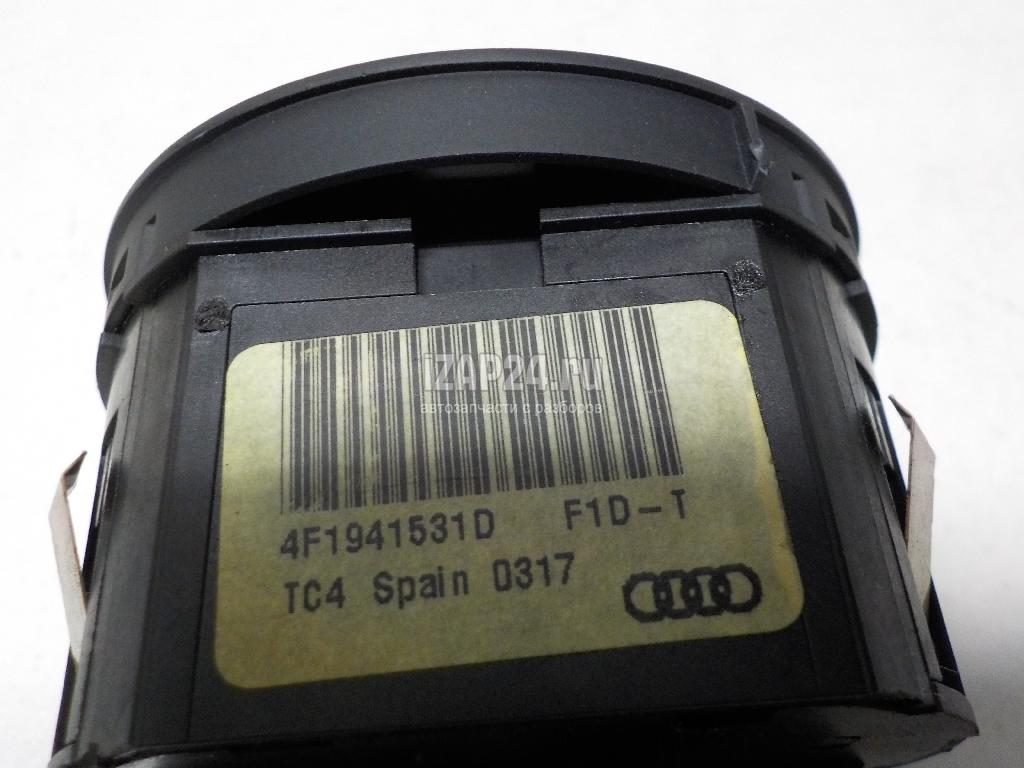 iZAP24.ru
автозапчасти с разборов
4F1941531D F1D-T
TC4 Spain 0317